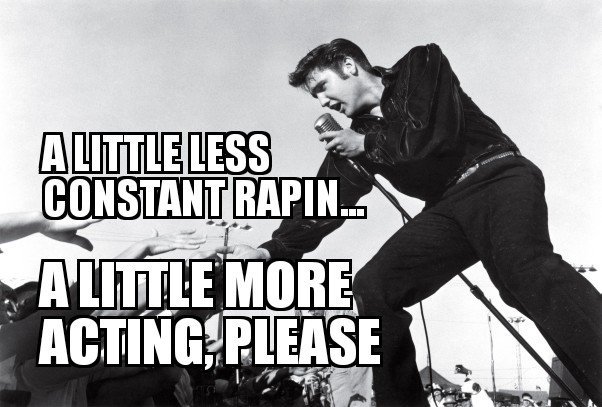 A LITTLE LESS
CONSTANT RAPIN...
A LITTLE MORE
ACTING, PLEASE